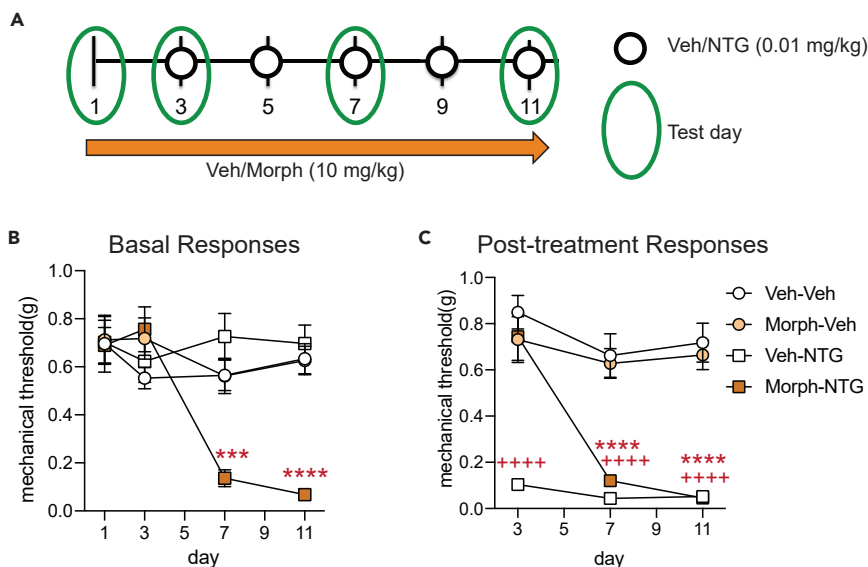 A
1 3 5 7 9 11
Veh/Morph (10 mg/kg)
Veh/NTG (0.01 mg/kg)
Test day
B
Basal Responses
mechanical threshold(g)
1.0
0.8
0.6
0.4
0.2
0.0
***
****
1 3 5 7 9 11
day
C
Post-treatment Responses
mechanical threshold(g)
1.0
0.8
0.6
0.4
0.2
0.0
++++
****
++++
****
++++
3 5 7 9 11
day
Veh-Veh
Morph-Veh
Veh-NTG
Morph-NTG